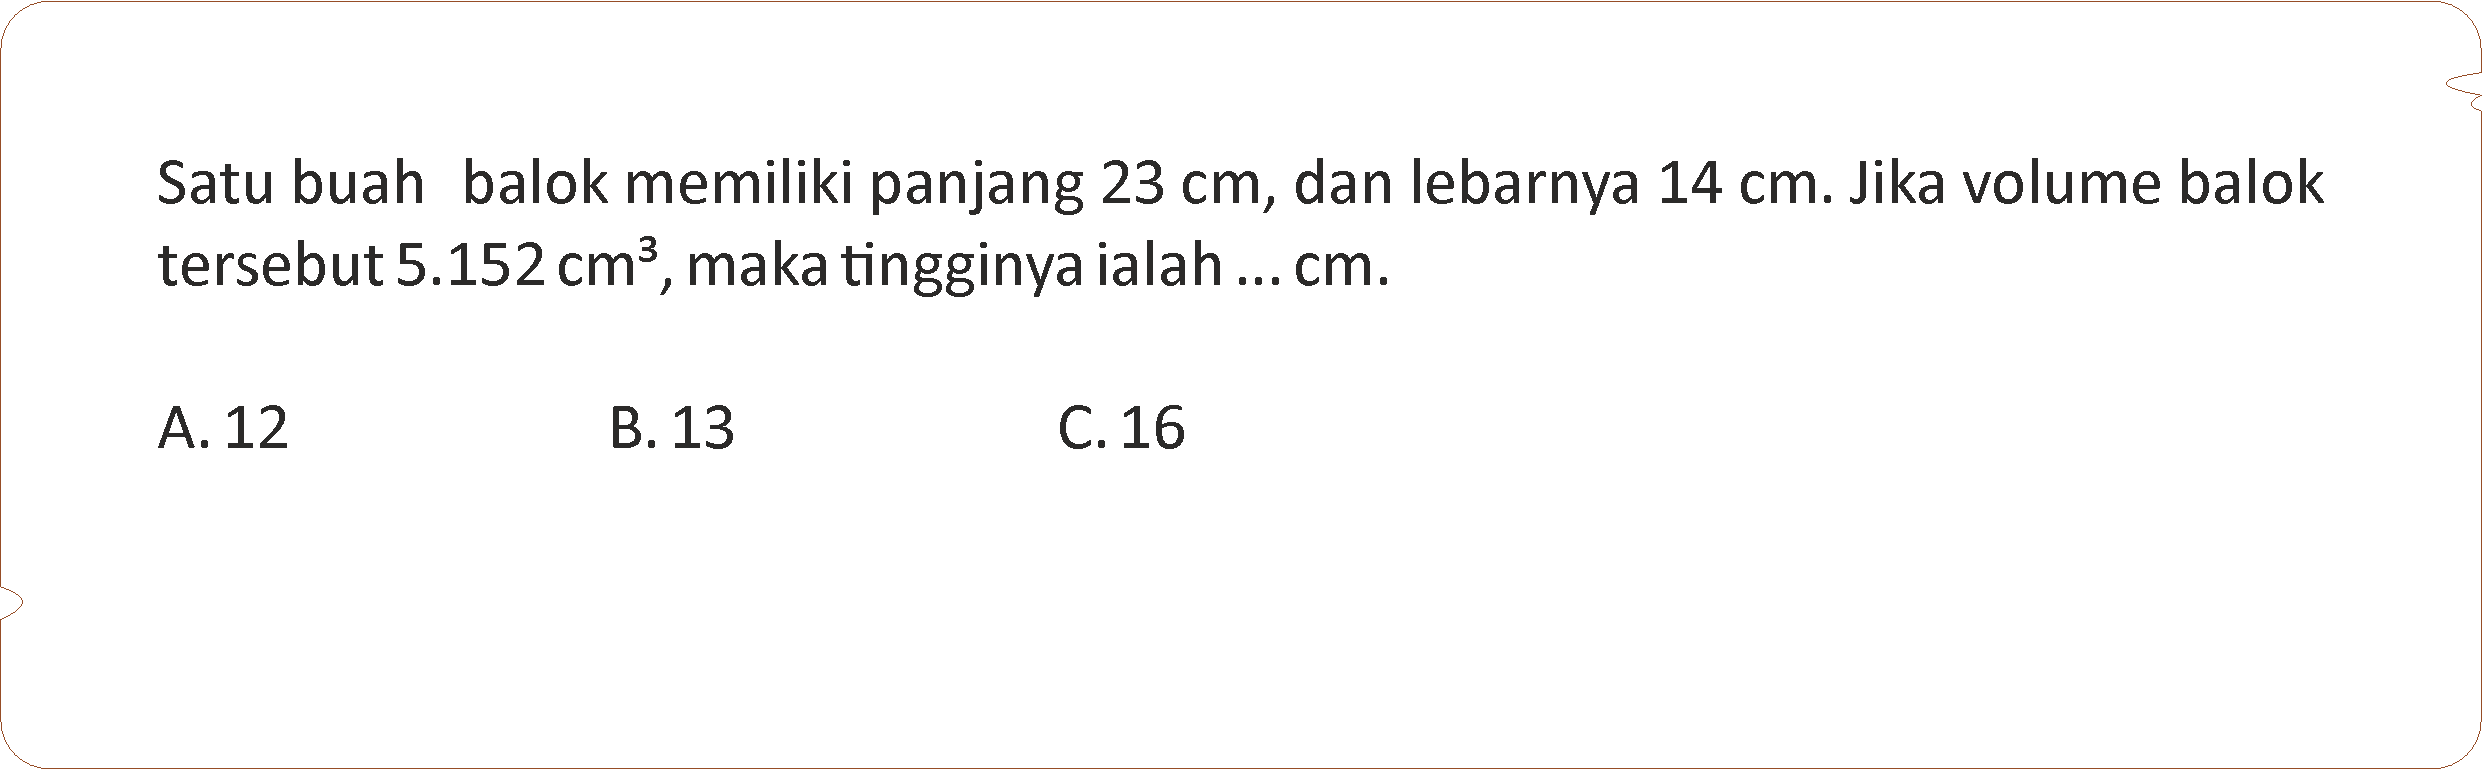 Satu buah  balok memiliki panjang 23 cm, dan lebarnya 14 cm. Jika volume balok
tersebut 5.152 cm³, maka tingginya ialah ... cm.
A. 12 B. 13 C. 16